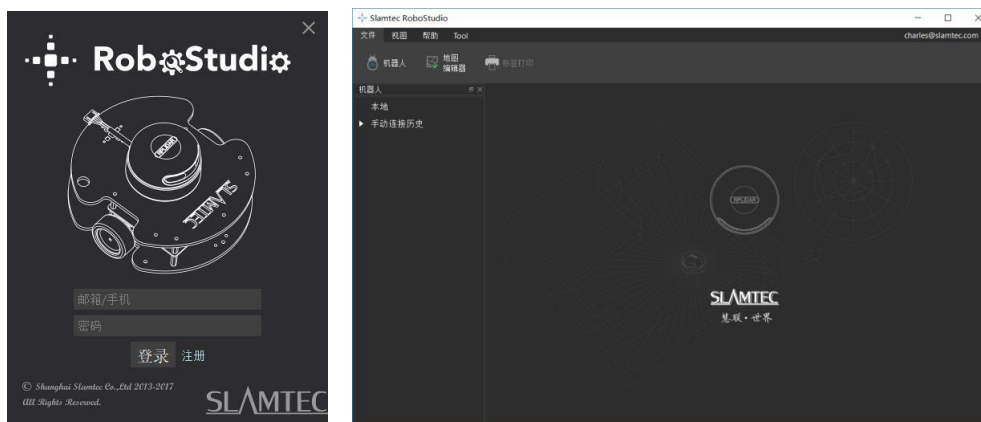 RoboStudio
RPLIDAR
SLAMTEC
邮箱/手机
密码
登录 注册
© Shanghai Slamtec Co.,Ltd 2013-2017
All Rights Reserved.
SLAMTEC
Slamtec RoboStudio
文件 视图 帮助 Tool charles@slamtec.com
机器人 地图
编辑器 标签打印
机器人
本地
手动连接历史
RPLIDAR
SLAMTEC
慧联·世界